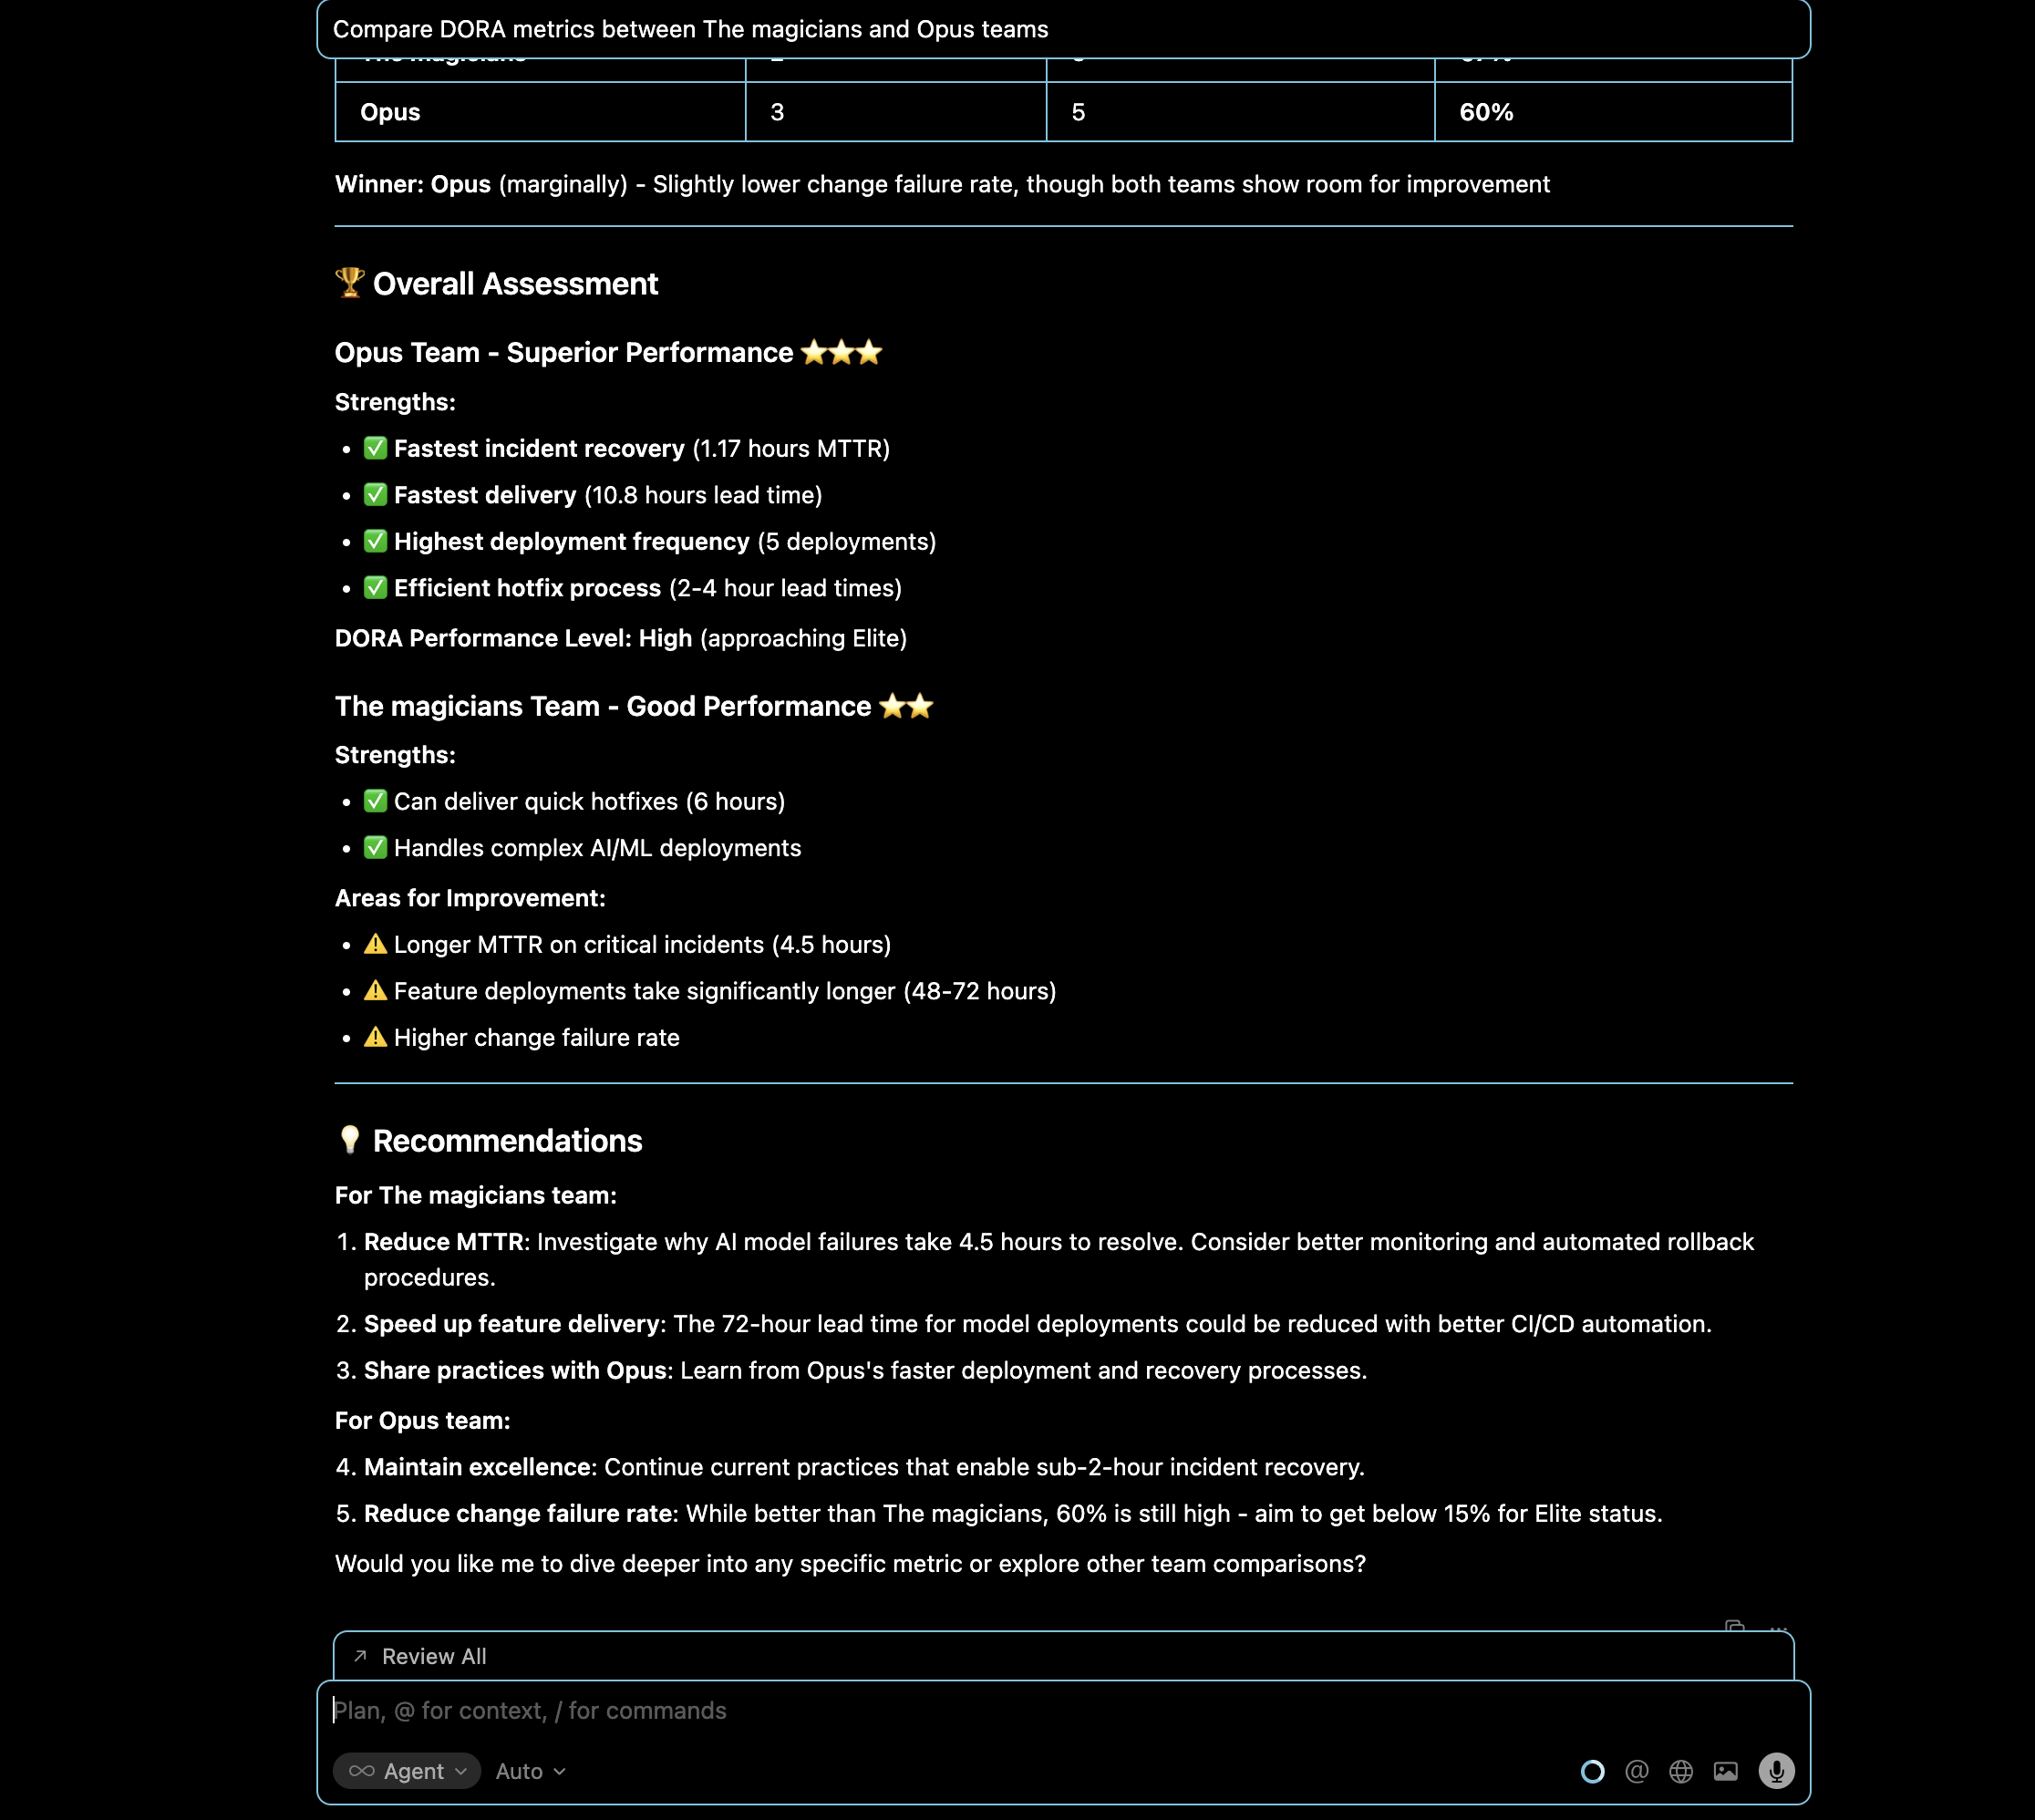 Compare DORA metrics between The magicians and Opus teams
The magicians
Opus 3 5 60%
Winner: Opus (marginally) - Slightly lower change failure rate, though both teams show room for improvement
🏆 Overall Assessment
Opus Team - Superior Performance ⭐⭐⭐
Strengths:
• ✅ Fastest incident recovery (1.17 hours MTTR)
• ✅ Fastest delivery (10.8 hours lead time)
• ✅ Highest deployment frequency (5 deployments)
• ✅ Efficient hotfix process (2-4 hour lead times)
DORA Performance Level: High (approaching Elite)
The magicians Team - Good Performance ⭐⭐
Strengths:
• ✅ Can deliver quick hotfixes (6 hours)
• ✅ Handles complex AI/ML deployments
Areas for Improvement:
• ⚠️ Longer MTTR on critical incidents (4.5 hours)
• ⚠️ Feature deployments take significantly longer (48-72 hours)
• ⚠️ Higher change failure rate
💡 Recommendations
For The magicians team:
1. Reduce MTTR: Investigate why AI model failures take 4.5 hours to resolve. Consider better monitoring and automated rollback
procedures.
2. Speed up feature delivery: The 72-hour lead time for model deployments could be reduced with better CI/CD automation.
3. Share practices with Opus: Learn from Opus's faster deployment and recovery processes.
For Opus team:
4. Maintain excellence: Continue current practices that enable sub-2-hour incident recovery.
5. Reduce change failure rate: While better than The magicians, 60% is still high - aim to get below 15% for Elite status.
Would you like me to dive deeper into any specific metric or explore other team comparisons?
Review All
Plan, @ for context, / for commands
Agent Auto